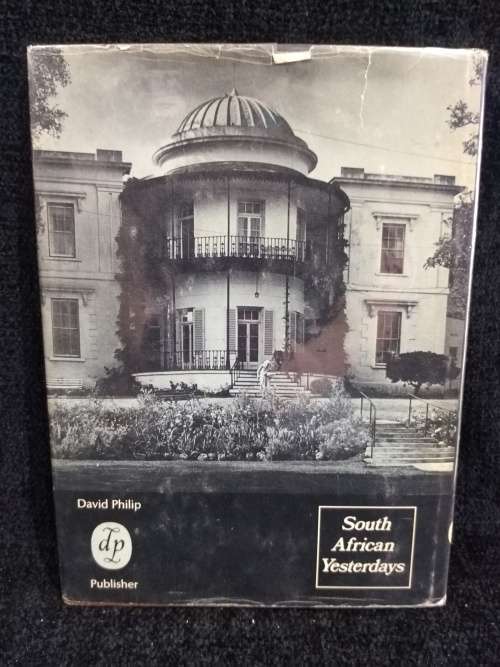 David Philip
dp
Publisher
South
African
Yesterdays